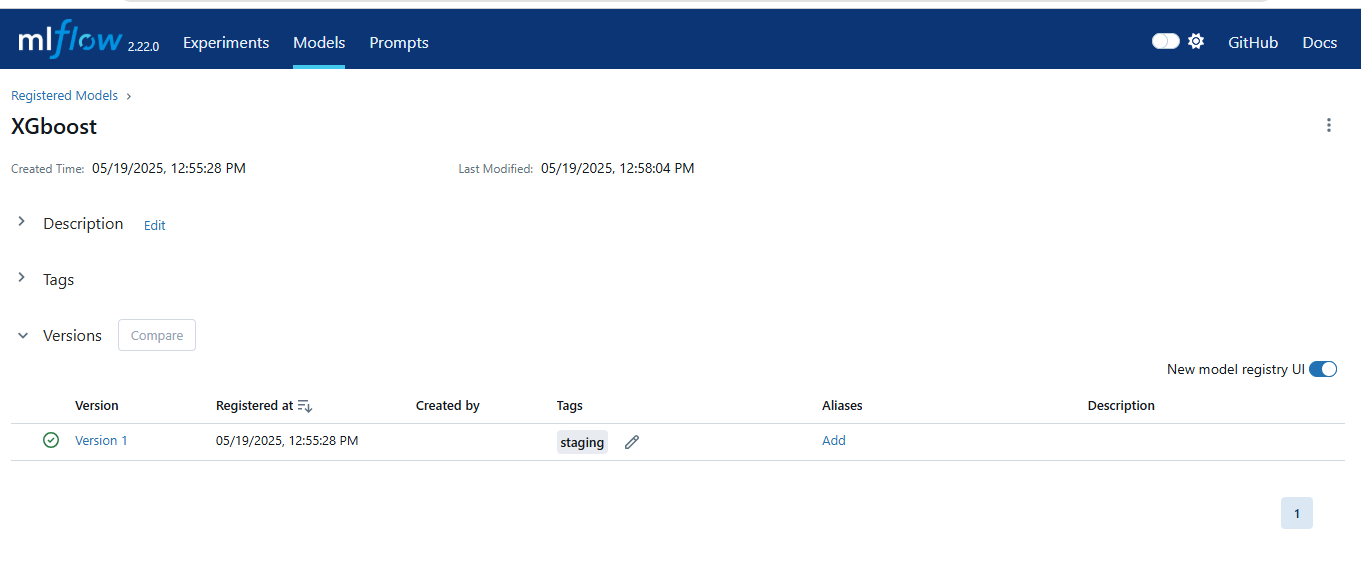 mlflow 2.22.0 Experiments Models Prompts GitHub Docs
Registered Models
XGboost
Created Time: 05/19/2025, 12:55:28 PM Last Modified: 05/19/2025, 12:58:04 PM
Description Edit
Tags
Versions Compare
New model registry UI
Version Registered at Created by Tags Aliases Description
Version 1 05/19/2025, 12:55:28 PM staging Add
1